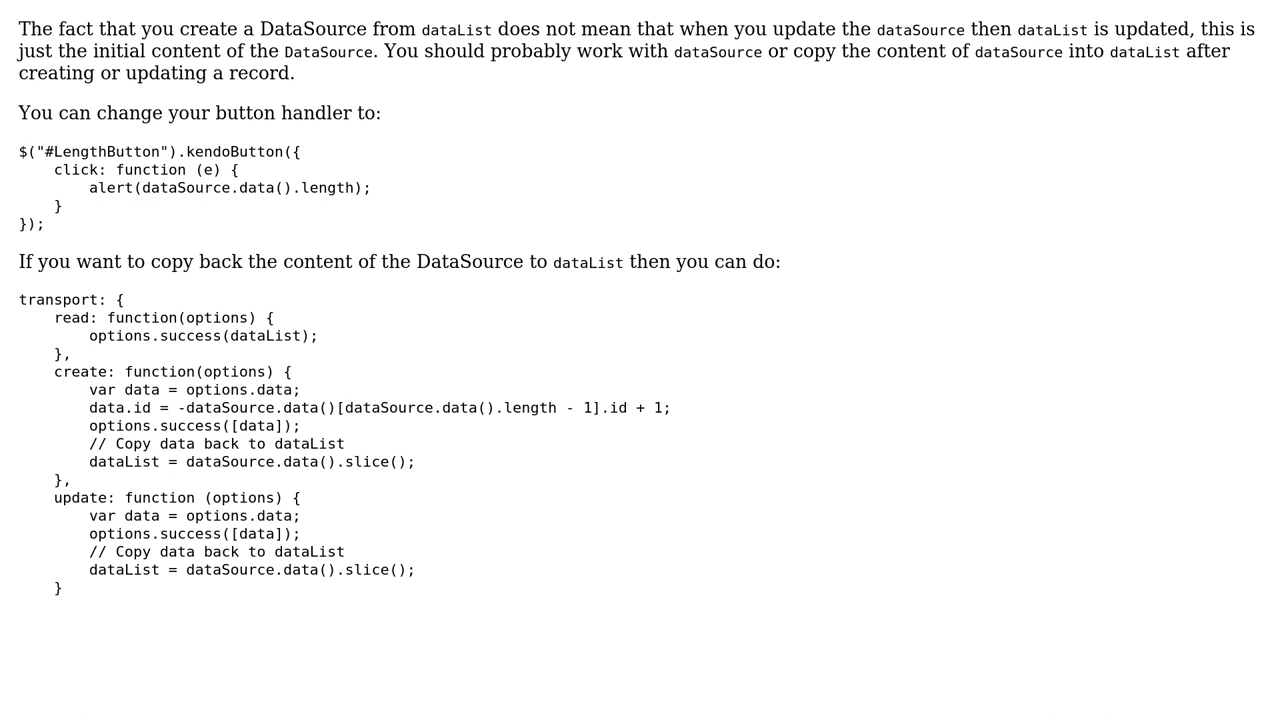 The fact that you create a DataSource from dataList does not mean that when you update the dataSource then dataList is updated, this is
just the initial content of the DataSource. You should probably work with dataSource or copy the content of dataSource into dataList after
creating or updating a record.
You can change your button handler to:
$("#LengthButton").kendoButton({
    click: function (e) {
        alert(dataSource.data().length);
    }
});
If you want to copy back the content of the DataSource to dataList then you can do:
transport: {
    read: function(options) {
        options.success(dataList);
    },
    create: function(options) {
        var data = options.data;
        data.id = -dataSource.data()[dataSource.data().length - 1].id + 1;
        options.success([data]);
        // Copy data back to dataList
        dataList = dataSource.data().slice();
    },
    update: function (options) {
        var data = options.data;
        options.success([data]);
        // Copy data back to dataList
        dataList = dataSource.data().slice();
    }